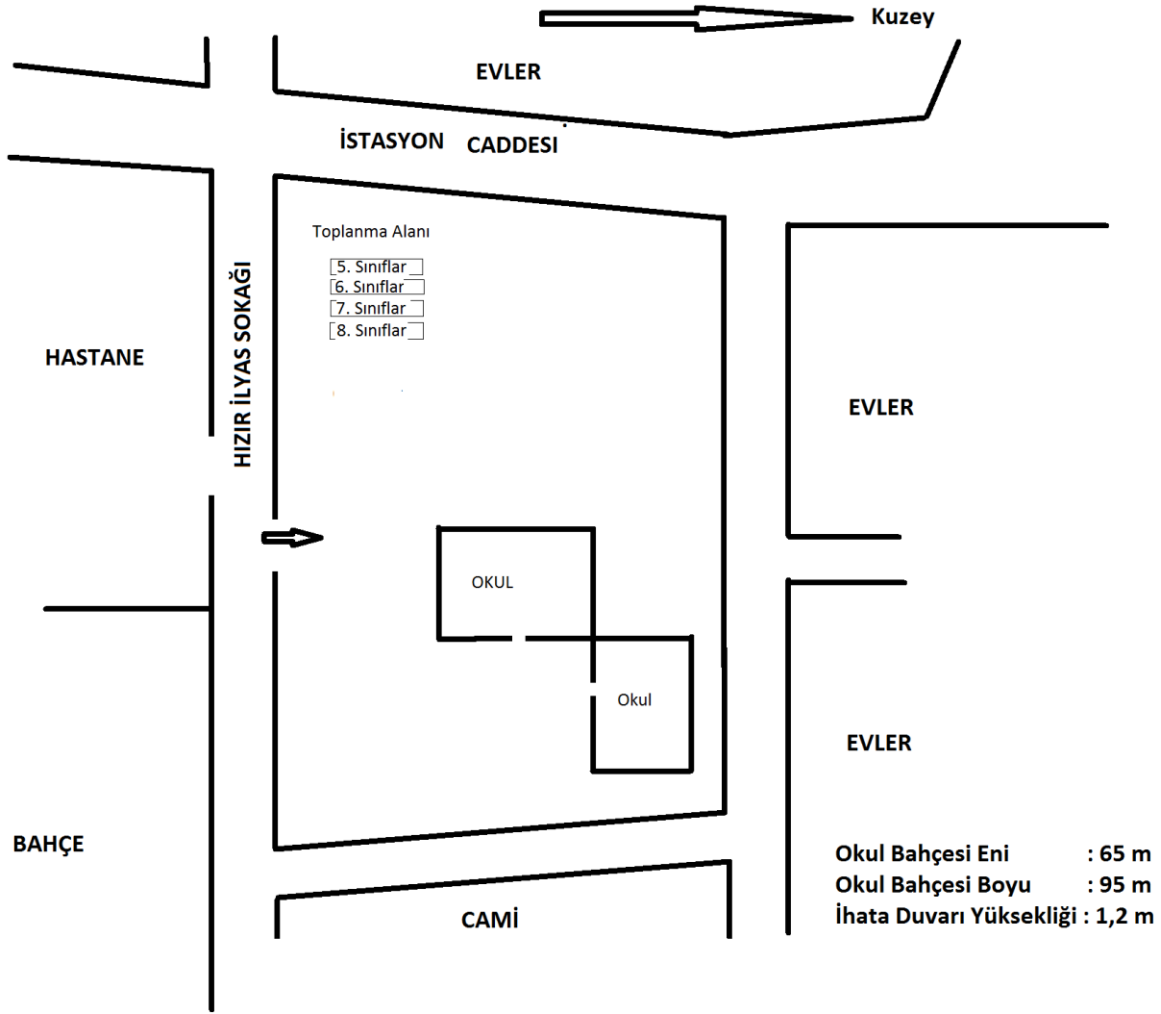 Kuzey
EVLER
İSTASYON CADDESİ
Toplanma Alanı
5. Sınıflar
6. Sınıflar
7. Sınıflar
8. Sınıflar
HIZIR İLYAS SOKAĞI
HASTANE
EVLER
OKUL
Okul
EVLER
BAHÇE
Okul Bahçesi Eni : 65 m
Okul Bahçesi Boyu : 95 m
İhata Duvarı Yüksekliği : 1,2 m
CAMİ